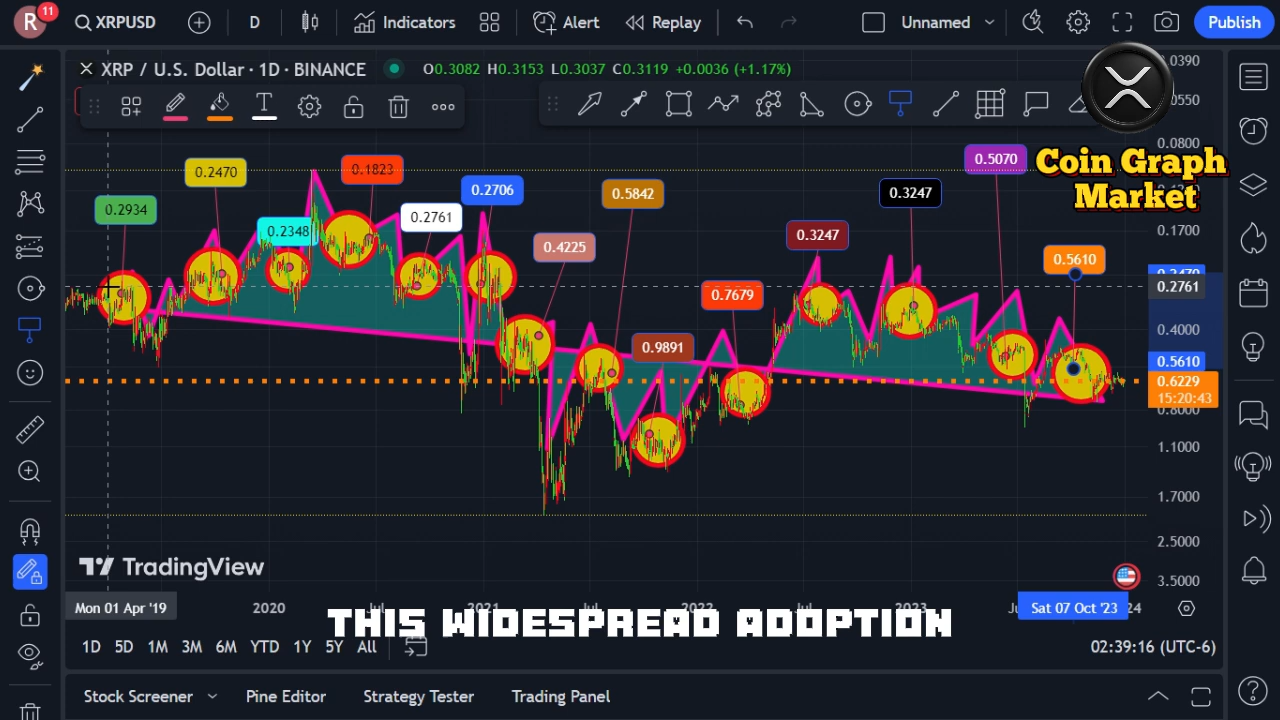 R 11 XRPUSD D Indicators Alert Replay Unnamed Publish
XRP / U.S. Dollar · 1D · BINANCE O0.3082 H0.3153 L0.3037 C0.3119 +0.0036 (+1.17%)
T
Coin Graph
Market
0.2934
0.2470
0.2348
0.1823
0.2761
0.2706
0.4225
0.5842
0.9891
0.7679
0.3247
0.3247
0.5070
0.5610
0.0800
0.1700
0.2761
0.4000
0.5610
0.6229
15:20:43
0.8000
1.1000
1.7000
2.5000
3.5000
TradingView
Mon 01 Apr '19 2020 2021 2022 2023 Sat 07 Oct '23
THIS WIDESPREAD ADOPTION
1D 5D 1M 3M 6M YTD 1Y 5Y All 02:39:16 (UTC-6)
Stock Screener Pine Editor Strategy Tester Trading Panel